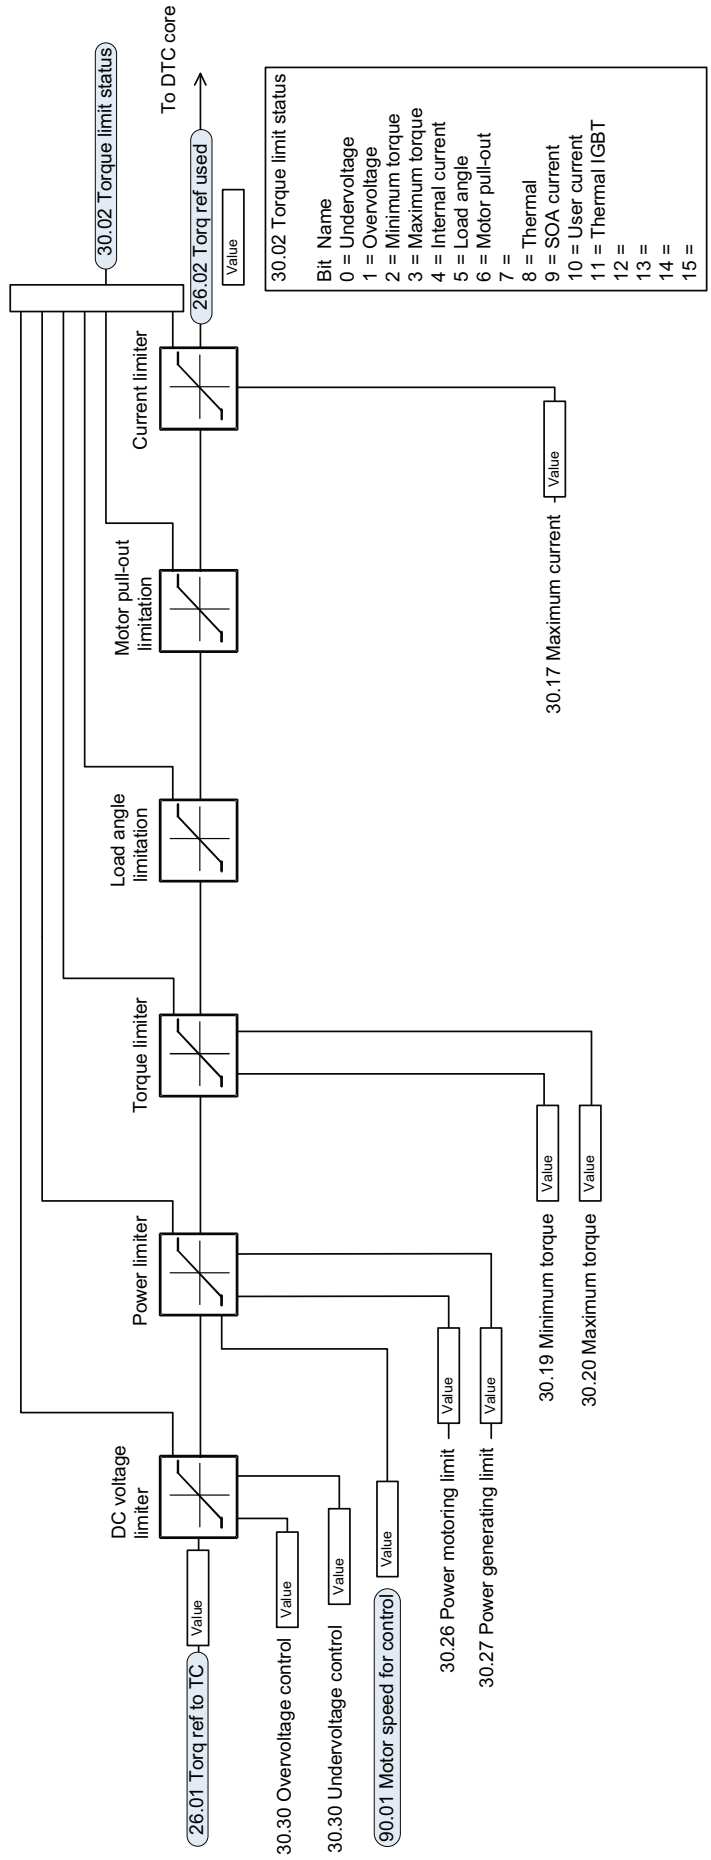 30.02 Torque limit status
To DTC core
26.01 Torq ref to TC
Value
DC voltage
limiter
Power limiter
Torque limiter
Load angle
limitation
Motor pull-out
limitation
Current limiter
26.02 Torq ref used
Value
30.30 Overvoltage control
Value
30.30 Undervoltage control
Value
90.01 Motor speed for control
Value
30.26 Power motoring limit
Value
30.27 Power generating limit
Value
30.19 Minimum torque
Value
30.20 Maximum torque
Value
30.17 Maximum current
Value
30.02 Torque limit status
Bit Name
0 = Undervoltage
1 = Overvoltage
2 = Minimum torque
3 = Maximum torque
4 = Internal current
5 = Load angle
6 = Motor pull-out
7 =
8 = Thermal
9 = SOA current
10 = User current
11 = Thermal IGBT
12 =
13 =
14 =
15 =